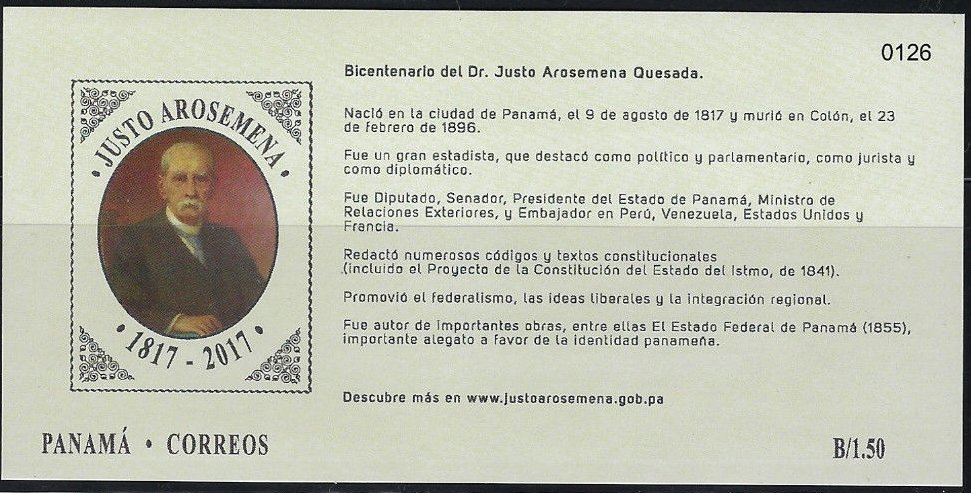 0126
Bicentenario del Dr. Justo Arosemena Quesada.
Nació en la ciudad de Panamá, el 9 de agosto de 1817 y murió en Colón, el 23
de febrero de 1896.
Fue un gran estadista, que destacó como político y parlamentario, como jurista y
como diplomático.
Fue Diputado, Senador, Presidente del Estado de Panamá, Ministro de
Relaciones Exteriores, y Embajador en Perú, Venezuela, Estados Unidos y
Francia.
Redactó numerosos códigos y textos constitucionales
(incluido el Proyecto de la Constitución del Estado del Istmo, de 1841).
Promovió el federalismo, las ideas liberales y la integración regional.
Fue autor de importantes obras, entre ellas El Estado Federal de Panamá (1855),
importante alegato a favor de la identidad panameña.
Descubre más en www.justoarosemena.gob.pa
• JUSTO AROSEMENA •
• 1817 - 2017 •
PANAMÁ • CORREOS
B/1.50